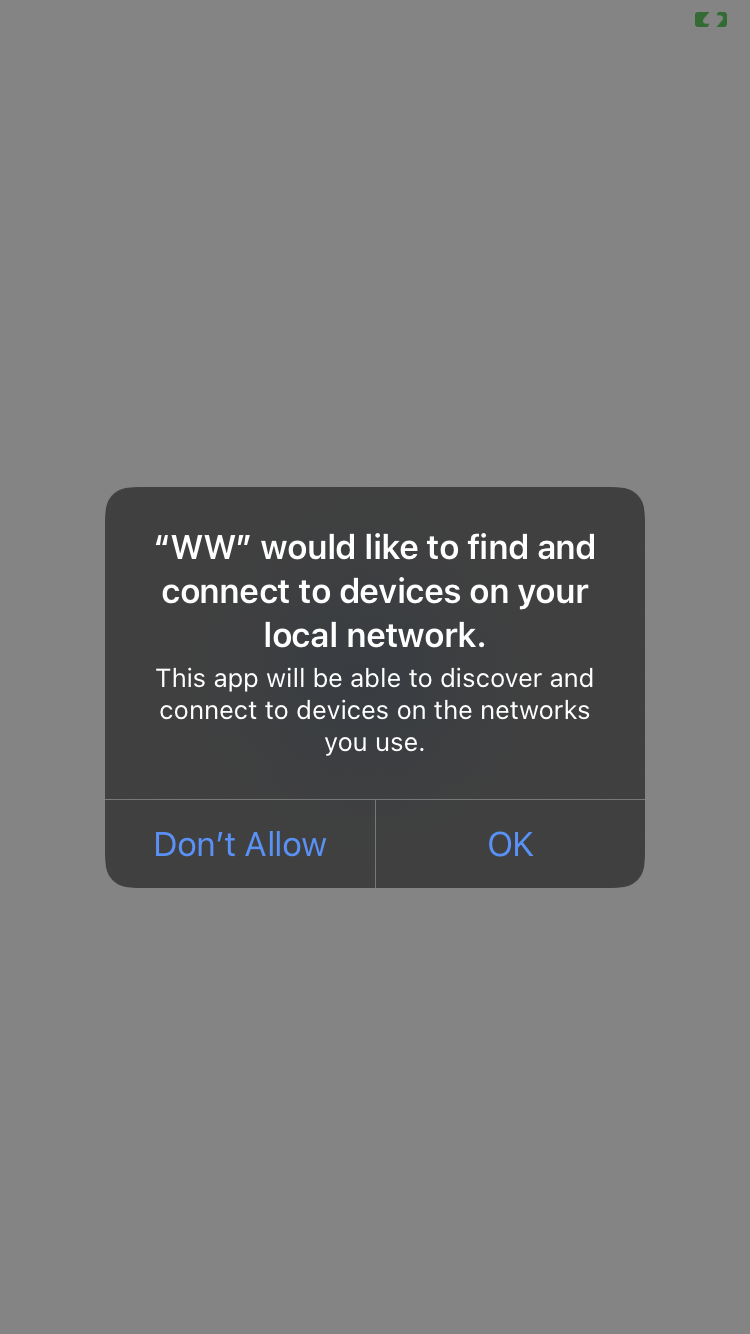 “WW” would like to find and
connect to devices on your
local network.
This app will be able to discover and
connect to devices on the networks
you use.
Don’t Allow
OK